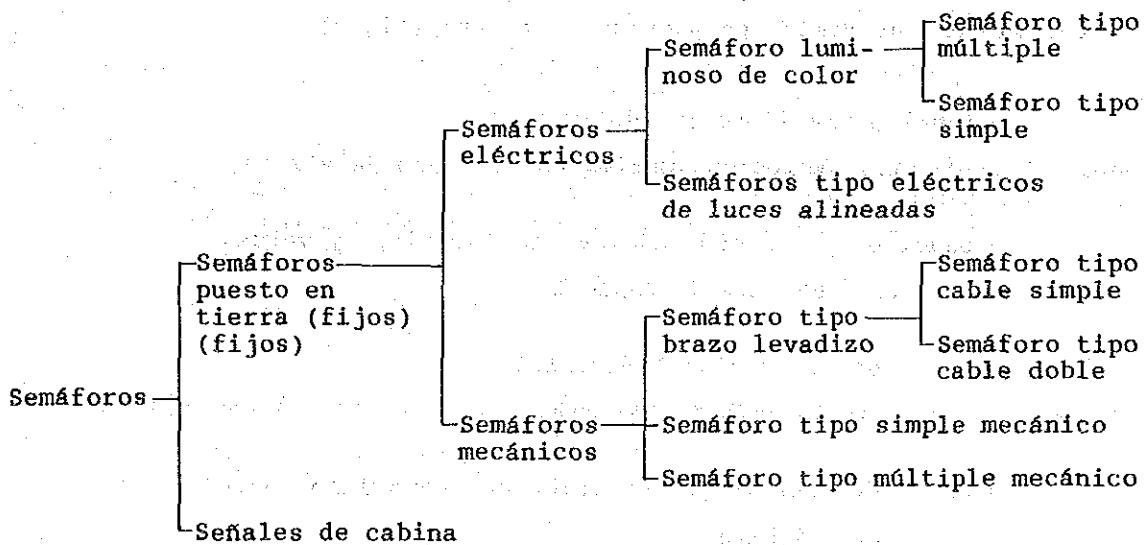 Semáforo tipo
múltiple
Semáforo lumi-
noso de color
Semáforo tipo
simple
Semáforos
eléctricos
Semáforos tipo eléctricos
de luces alineadas
Semáforos
puesto en
tierra (fijos)
(fijos)
Semáforo tipo
cable simple
Semáforo tipo
brazo levadizo
Semáforo tipo
cable doble
Semáforos
Semáforos
mecánicos
Semáforo tipo simple mecánico
Semáforo tipo múltiple mecánico
Señales de cabina